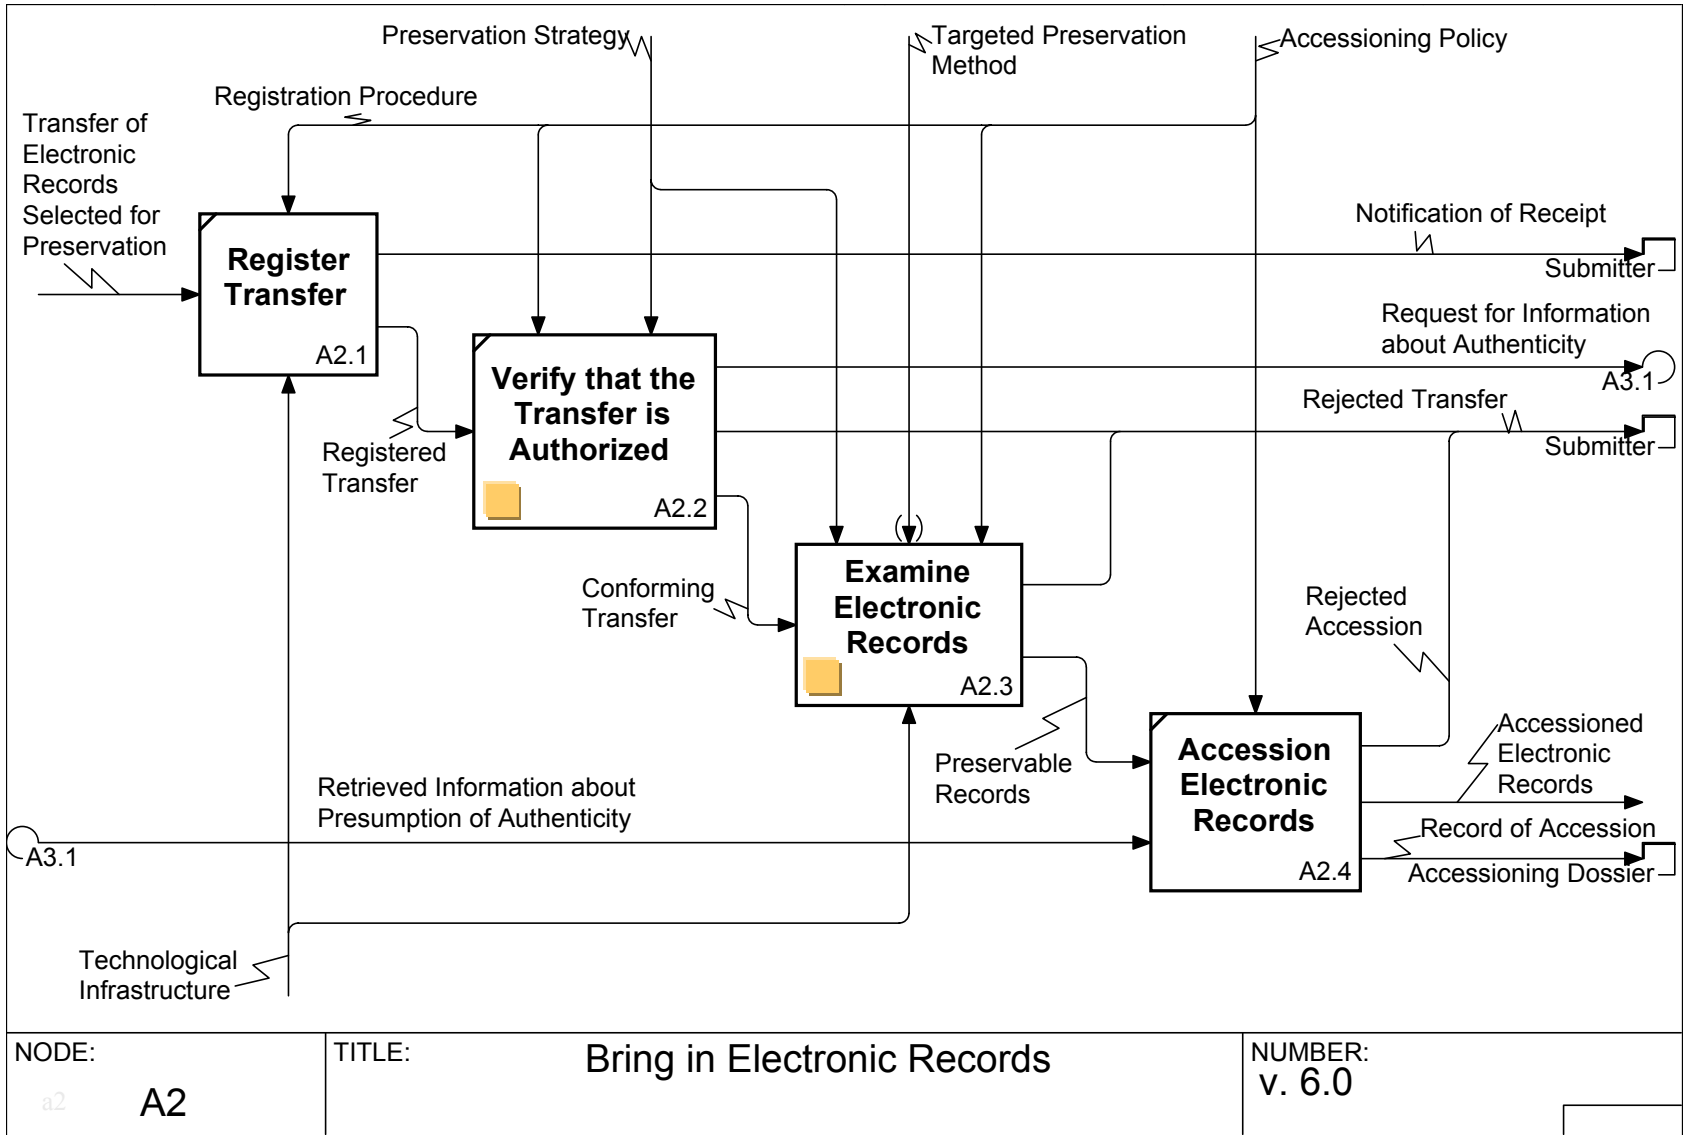 Preservation Strategy
Targeted Preservation
Method
Accessioning Policy
Registration Procedure
Transfer of
Electronic
Records
Selected for
Preservation
Notification of Receipt
Submitter
Register
Transfer
A2.1
Request for Information
about Authenticity
A3.1
Verify that the
Transfer is
Authorized
A2.2
Rejected Transfer
Submitter
Registered
Transfer
Conforming
Transfer
Examine
Electronic
Records
A2.3
Rejected
Accession
Preservable
Records
Accession
Electronic
Records
A2.4
Accessioned
Electronic
Records
Retrieved Information about
Presumption of Authenticity
A3.1
Record of Accession
Accessioning Dossier
Technological
Infrastructure
NODE:
a2
A2
TITLE:
Bring in Electronic Records
NUMBER:
v. 6.0